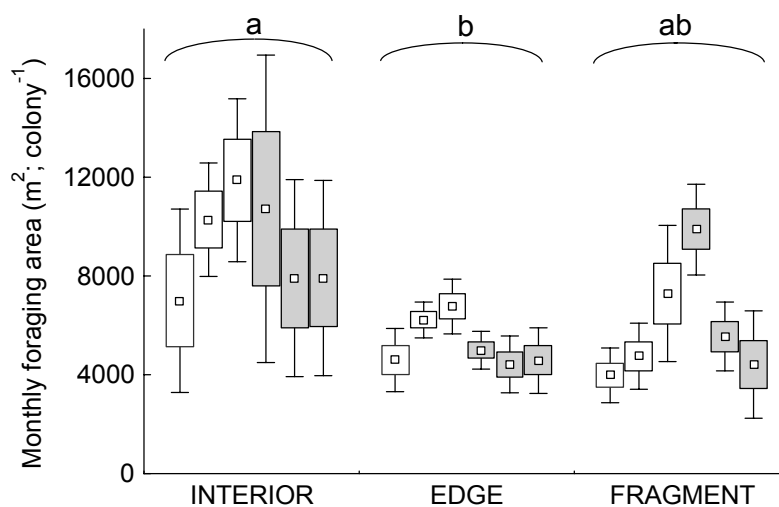 a b ab
Monthly foraging area (m²; colony⁻¹)
16000
12000
8000
4000
0
INTERIOR EDGE FRAGMENT